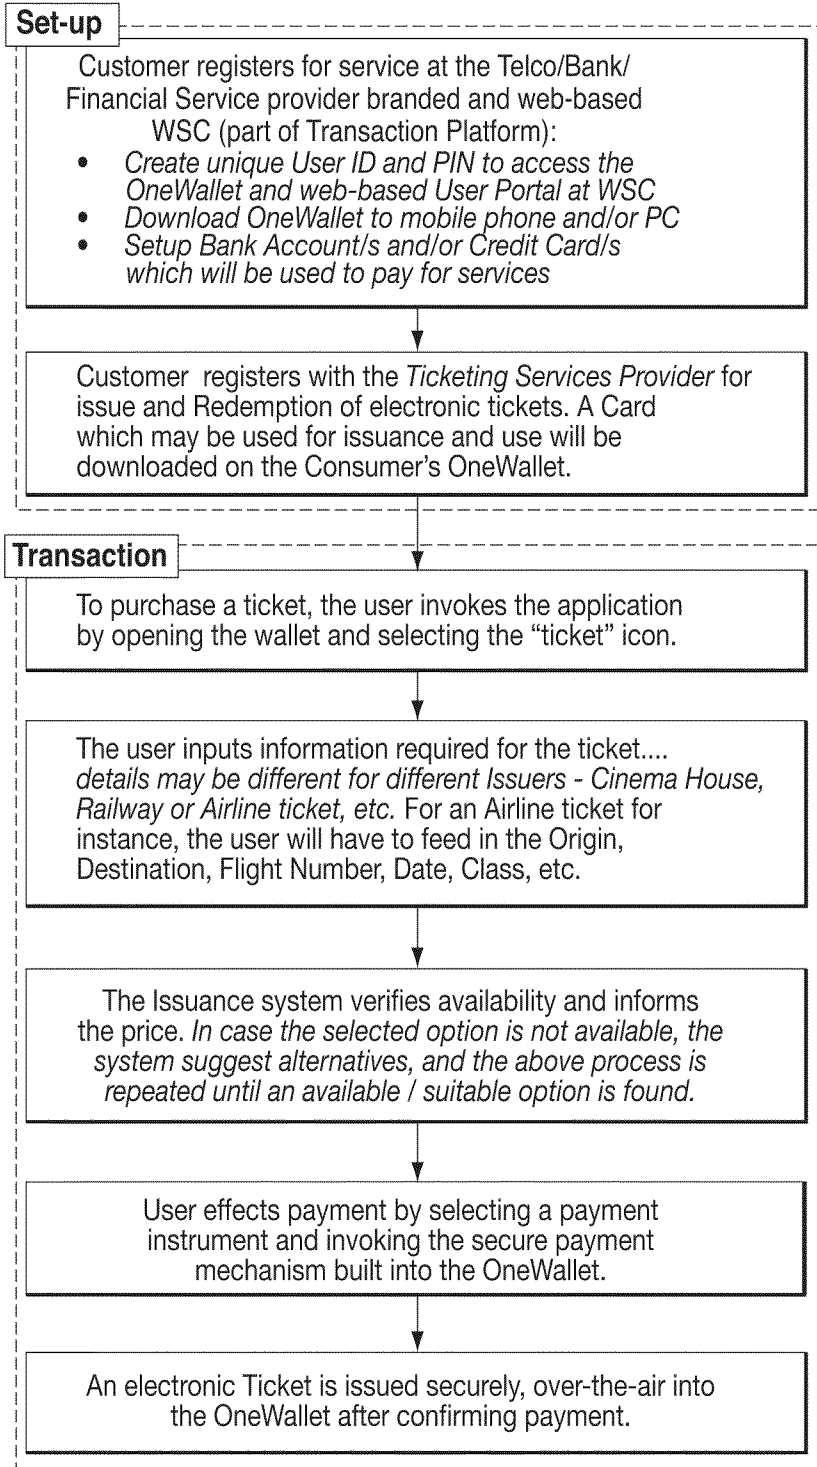 Set-up
Customer registers for service at the Telco/Bank/
Financial Service provider branded and web-based
WSC (part of Transaction Platform):
• Create unique User ID and PIN to access the
OneWallet and web-based User Portal at WSC
• Download OneWallet to mobile phone and/or PC
• Setup Bank Account/s and/or Credit Card/s
which will be used to pay for services
Customer registers with the Ticketing Services Provider for
issue and Redemption of electronic tickets. A Card
which may be used for issuance and use will be
downloaded on the Consumer's OneWallet.
Transaction
To purchase a ticket, the user invokes the application
by opening the wallet and selecting the “ticket” icon.
The user inputs information required for the ticket....
details may be different for different Issuers - Cinema House,
Railway or Airline ticket, etc. For an Airline ticket for
instance, the user will have to feed in the Origin,
Destination, Flight Number, Date, Class, etc.
The Issuance system verifies availability and informs
the price. In case the selected option is not available, the
system suggest alternatives, and the above process is
repeated until an available / suitable option is found.
User effects payment by selecting a payment
instrument and invoking the secure payment
mechanism built into the OneWallet.
An electronic Ticket is issued securely, over-the-air into
the OneWallet after confirming payment.